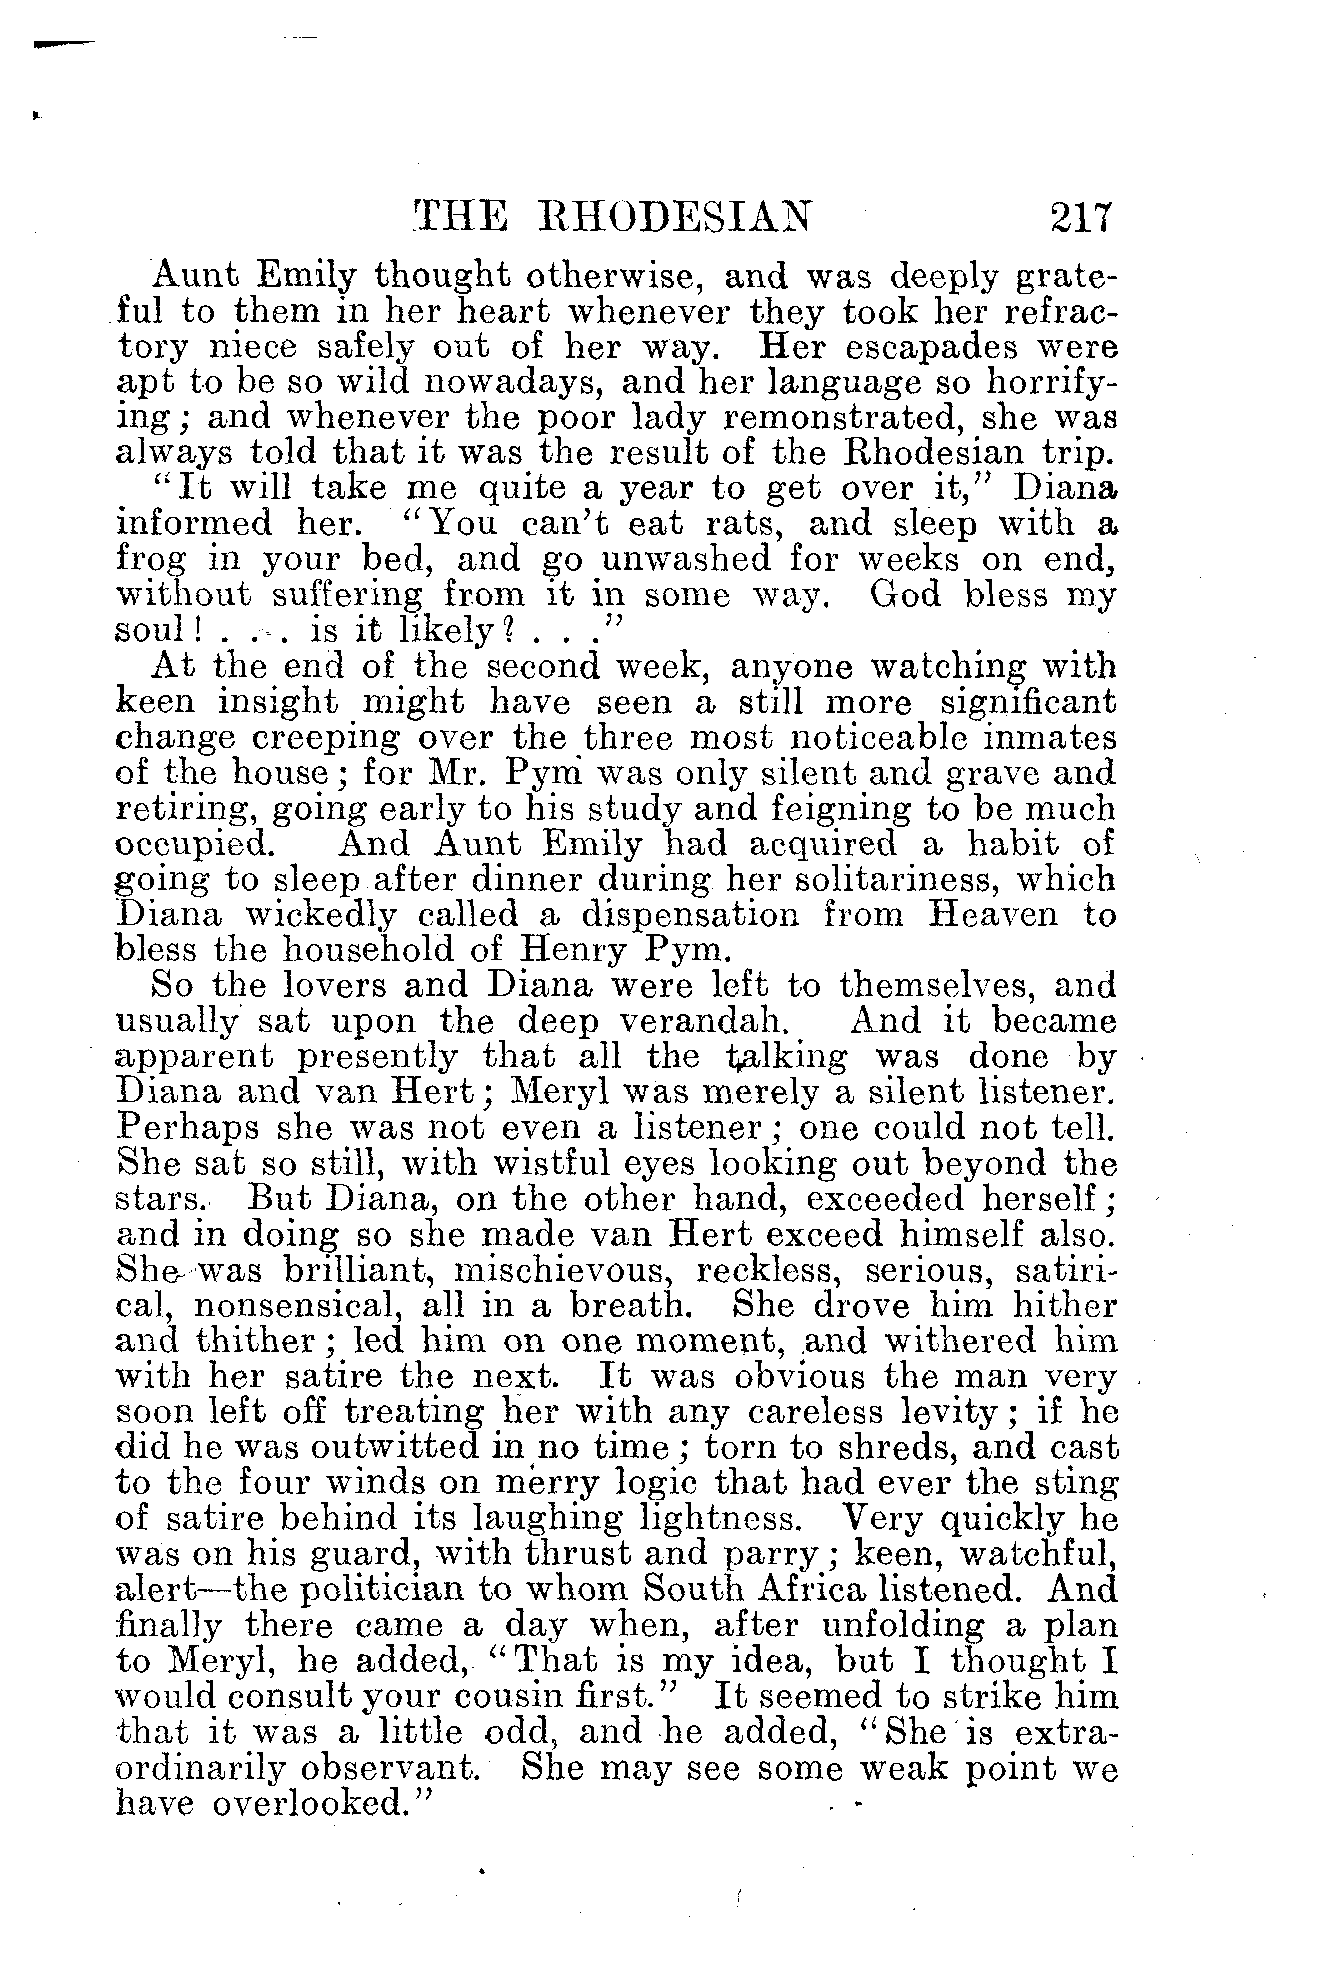 THE RHODESIAN 217
Aunt Emily thought otherwise, and was deeply grate-
ful to them in her heart whenever they took her refrac-
tory niece safely out of her way. Her escapades were
apt to be so wild nowadays, and her language so horrify-
ing; and whenever the poor lady remonstrated, she was
always told that it was the result of the Rhodesian trip.
"It will take me quite a year to get over it," Diana
informed her. "You can't eat rats, and sleep with a
frog in your bed, and go unwashed for weeks on end,
without suffering from it in some way. God bless my
soul! . . . is it likely? . . ."
At the end of the second week, anyone watching with
keen insight might have seen a still more significant
change creeping over the three most noticeable inmates
of the house; for Mr. Pym was only silent and grave and
retiring, going early to his study and feigning to be much
occupied. And Aunt Emily had acquired a habit of
going to sleep after dinner during her solitariness, which
Diana wickedly called a dispensation from Heaven to
bless the household of Henry Pym.
So the lovers and Diana were left to themselves, and
usually sat upon the deep verandah. And it became
apparent presently that all the talking was done by
Diana and van Hert; Meryl was merely a silent listener.
Perhaps she was not even a listener; one could not tell.
She sat so still, with wistful eyes looking out beyond the
stars. But Diana, on the other hand, exceeded herself;
and in doing so she made van Hert exceed himself also.
She was brilliant, mischievous, reckless, serious, satiri-
cal, nonsensical, all in a breath. She drove him hither
and thither; led him on one moment, and withered him
with her satire the next. It was obvious the man very
soon left off treating her with any careless levity; if he
did he was outwitted in no time; torn to shreds, and cast
to the four winds on merry logic that had ever the sting
of satire behind its laughing lightness. Very quickly he
was on his guard, with thrust and parry; keen, watchful,
alert—the politician to whom South Africa listened. And
finally there came a day when, after unfolding a plan
to Meryl, he added, "That is my idea, but I thought I
would consult your cousin first." It seemed to strike him
that it was a little odd, and he added, "She is extra-
ordinarily observant. She may see some weak point we
have overlooked."